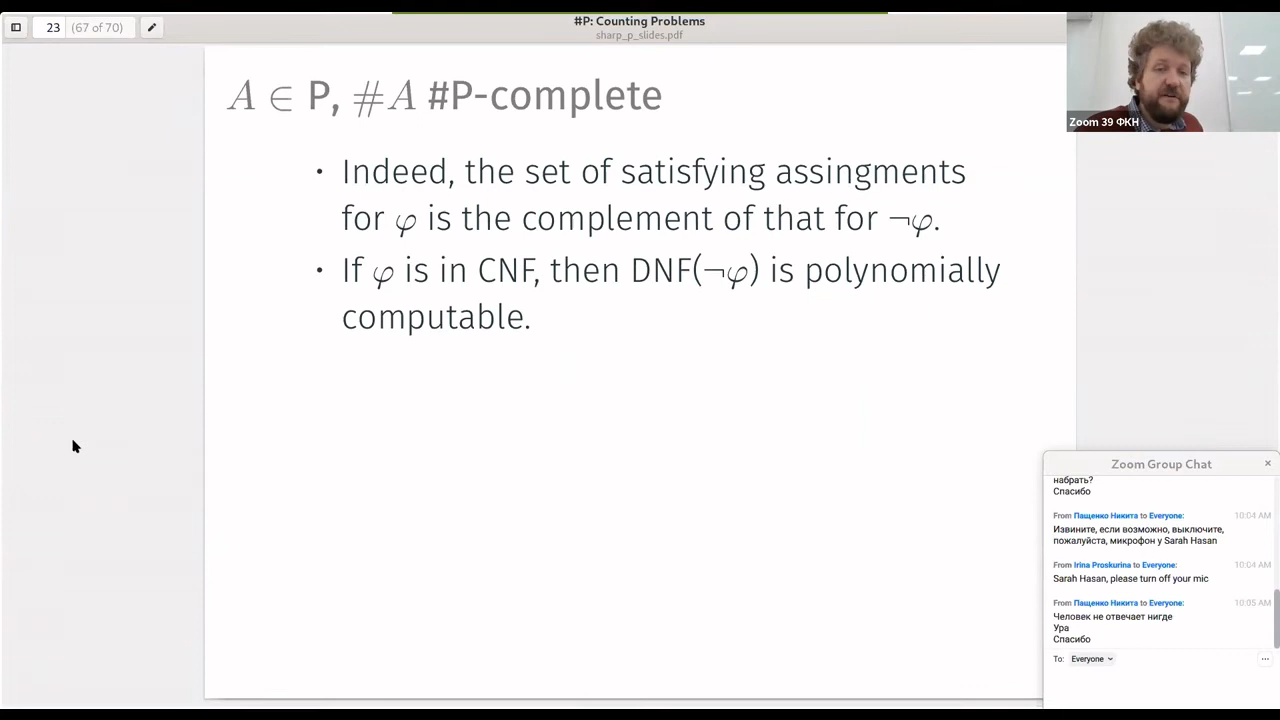 23 (67 of 70)
#P: Counting Problems
sharp_p_slides.pdf
Zoom 39 ФКН
A ∈ P, #A #P-complete
• Indeed, the set of satisfying assingments
for φ is the complement of that for ¬φ.
• If φ is in CNF, then DNF(¬φ) is polynomially
computable.
Zoom Group Chat ×
набрать?
Спасибо
From Пащенко Никита to Everyone: 10:04 AM
Извините, если возможно, выключите,
пожалуйста, микрофон у Sarah Hasan
From Irina Proskurina to Everyone: 10:04 AM
Sarah Hasan, please turn off your mic
From Пащенко Никита to Everyone: 10:05 AM
Человек не отвечает нигде
Ура
Спасибо
To: Everyone